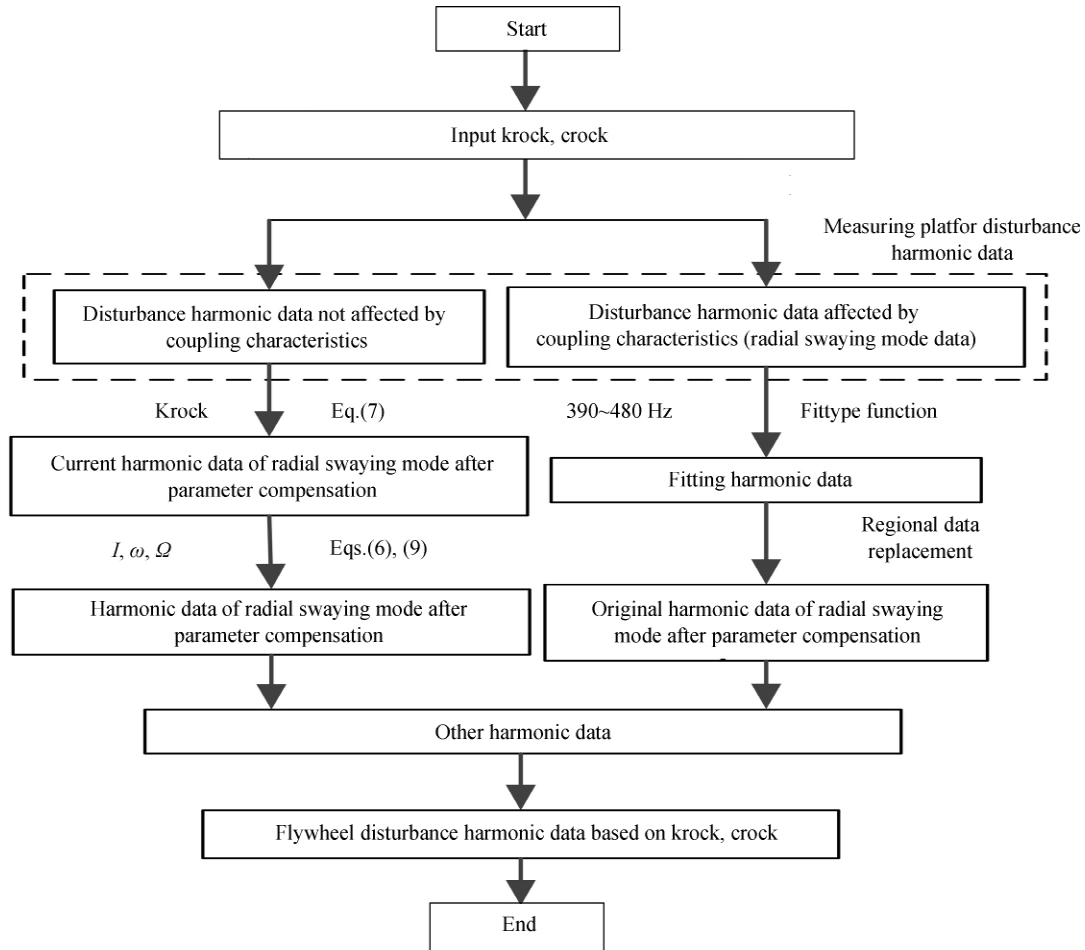 Start
Input krock, crock
Measuring platfor disturbance
harmonic data
Disturbance harmonic data not affected by
coupling characteristics
Disturbance harmonic data affected by
coupling characteristics (radial swaying mode data)
Krock
Eq.(7)
390~480 Hz
Fittype function
Current harmonic data of radial swaying mode after
parameter compensation
Fitting harmonic data
I, ω, Ω
Eqs.(6), (9)
Regional data
replacement
Harmonic data of radial swaying mode after
parameter compensation
Original harmonic data of radial swaying
mode after parameter compensation
Other harmonic data
Flywheel disturbance harmonic data based on krock, crock
End